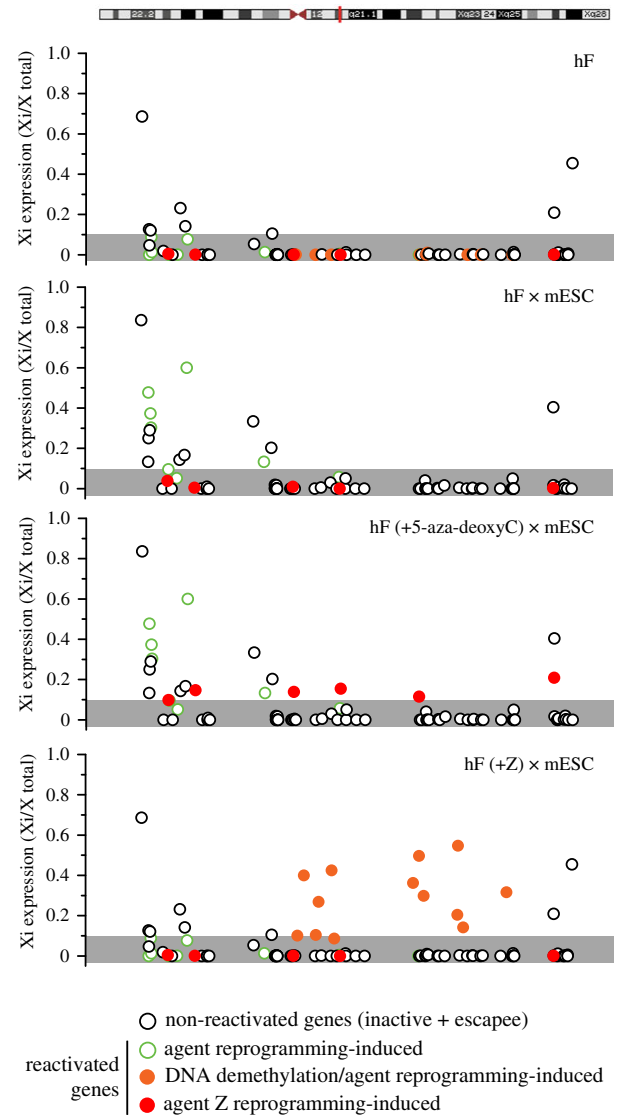 22.2 12 q21.1 Xq23 24 Xq25 Xq28
hF
Xi expression (Xi/X total)
1.0
0.8
0.6
0.4
0.2
0
hF × mESC
Xi expression (Xi/X total)
1.0
0.8
0.6
0.4
0.2
0
hF (+5-aza-deoxyC) × mESC
Xi expression (Xi/X total)
1.0
0.8
0.6
0.4
0.2
0
hF (+Z) × mESC
Xi expression (Xi/X total)
1.0
0.8
0.6
0.4
0.2
0
non-reactivated genes (inactive + escapee)
reactivated genes
agent reprogramming-induced
DNA demethylation/agent reprogramming-induced
agent Z reprogramming-induced